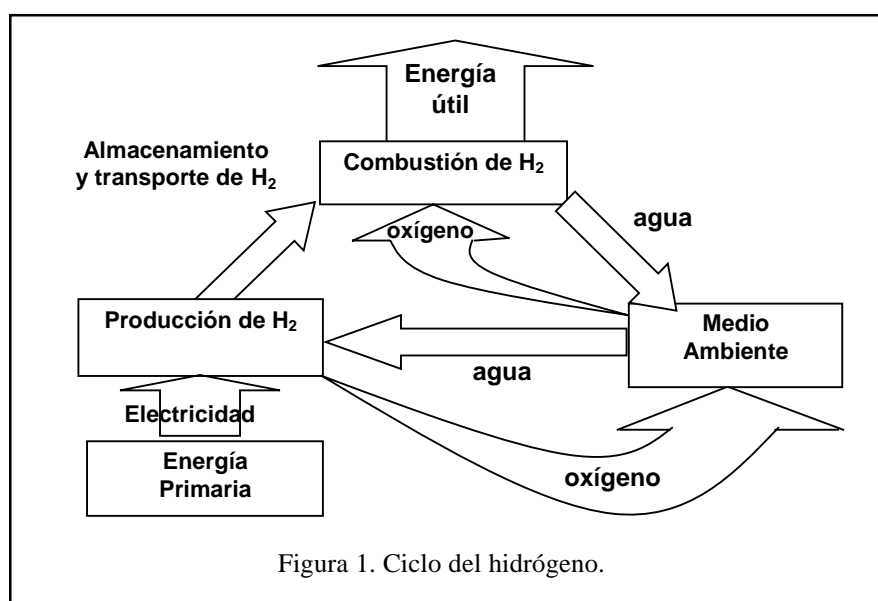 Energía
útil
Almacenamiento
y transporte de H₂
Combustión de H₂
oxígeno
agua
Producción de H₂
Medio
Ambiente
agua
Electricidad
Energía
Primaria
oxígeno
Figura 1. Ciclo del hidrógeno.